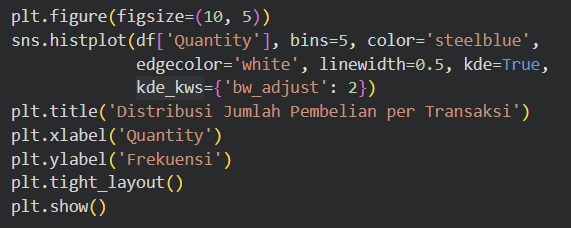 plt.figure(figsize=(10, 5))
sns.histplot(df['Quantity'], bins=5, color='steelblue',
             edgecolor='white', linewidth=0.5, kde=True,
             kde_kws={'bw_adjust': 2})
plt.title('Distribusi Jumlah Pembelian per Transaksi')
plt.xlabel('Quantity')
plt.ylabel('Frekuensi')
plt.tight_layout()
plt.show()